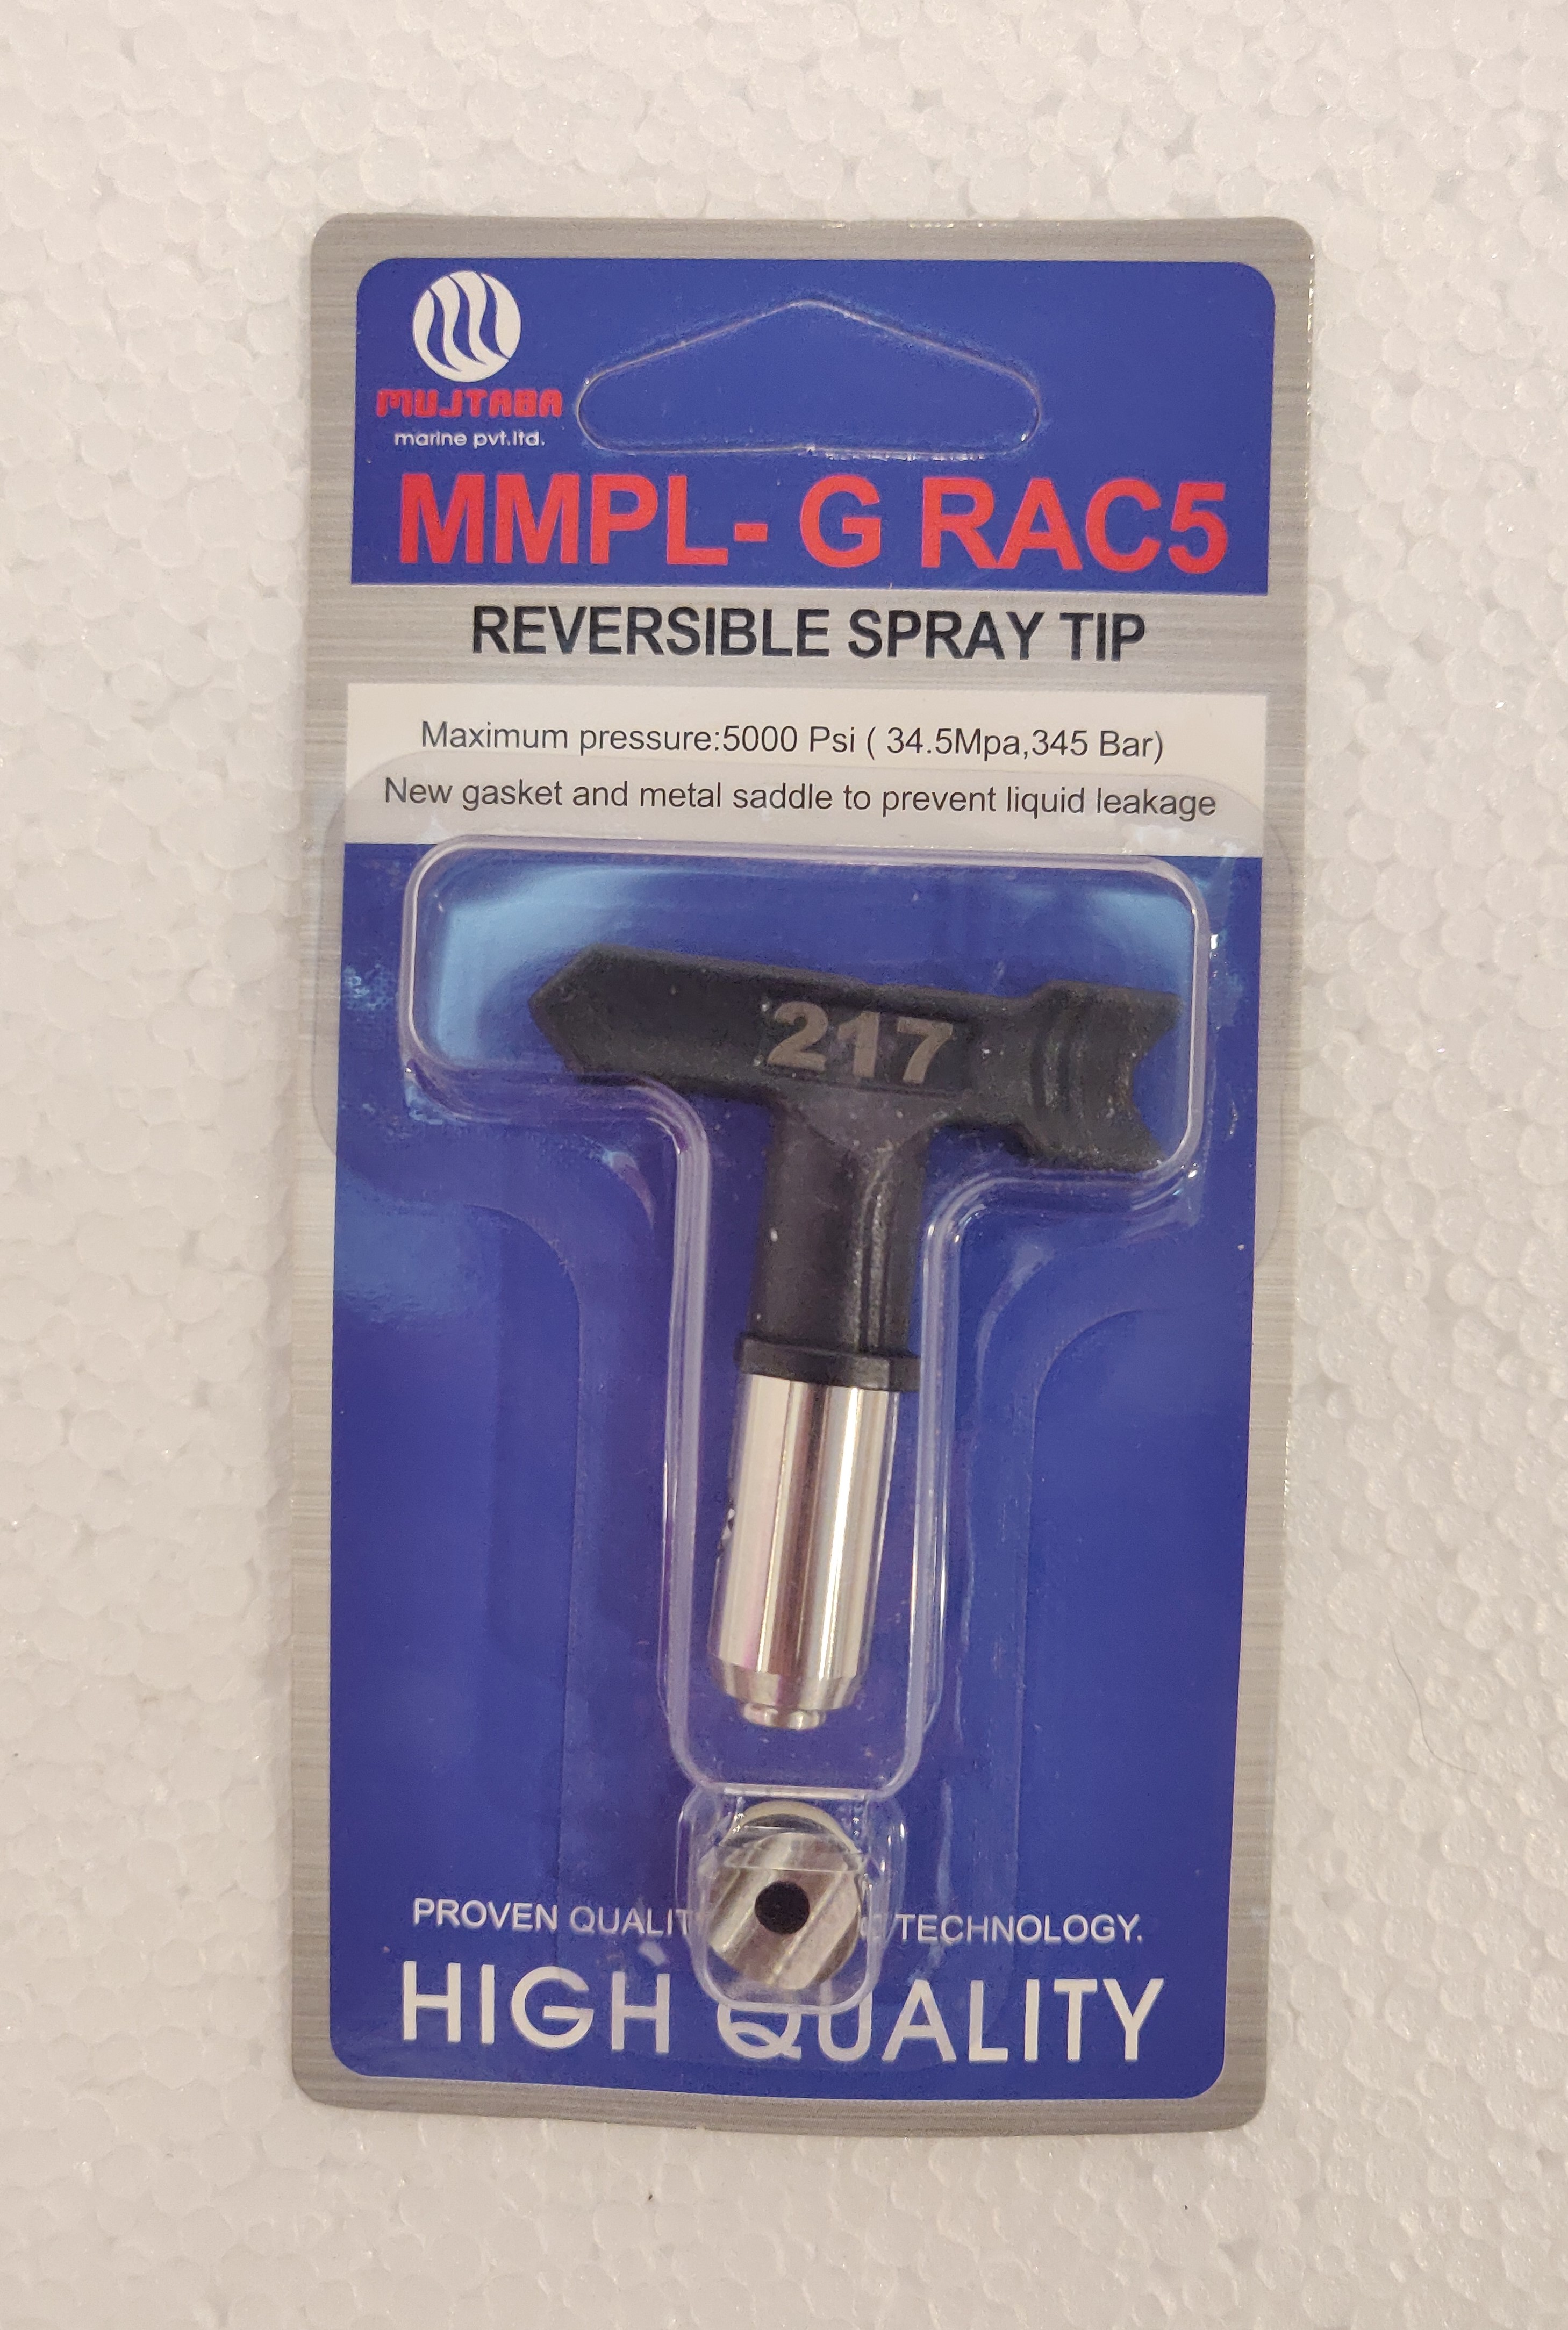 MUJTABA
marine pvt.ltd.
MMPL- G RAC5
REVERSIBLE SPRAY TIP
Maximum pressure:5000 Psi ( 34.5Mpa,345 Bar)
New gasket and metal saddle to prevent liquid leakage
217
PROVEN TECHNOLOGY.
HIGH QUALITY